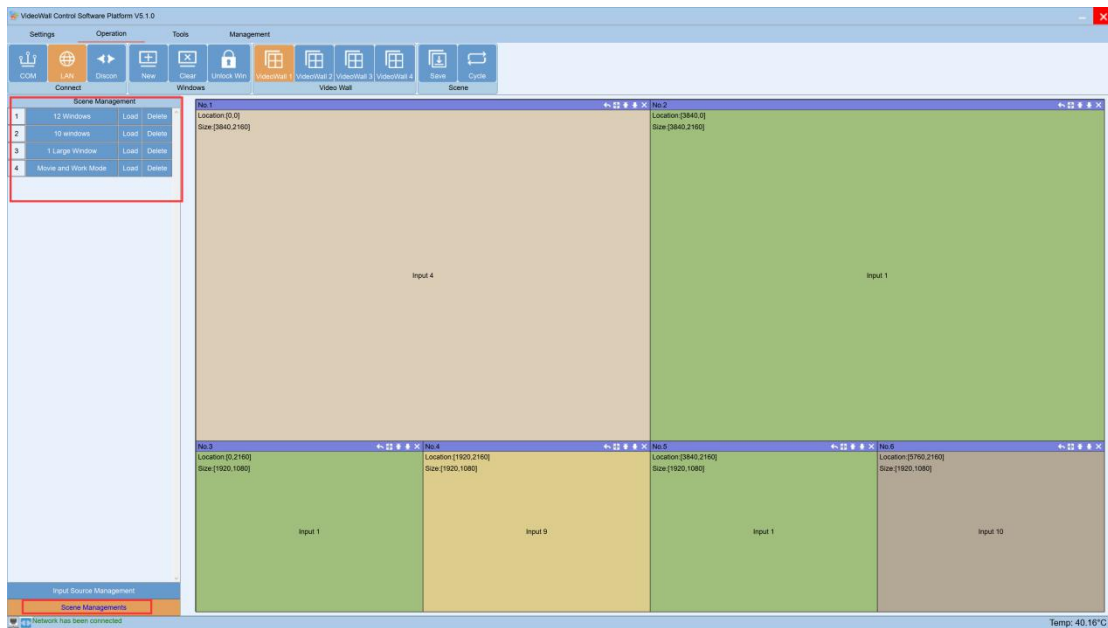 VideoWall Control Software Platform V5.1.0
Settings Operation Tools Management
COM LAN Discon New Clear Unlock Win VideoWall 1 VideoWall 2 VideoWall 3 VideoWall 4 Save Cycle
Connect Windows Video Wall Scene
Scene Management
1 12 Windows Load Delete
2 10 windows Load Delete
3 1 Large Window Load Delete
4 Movie and Work Mode Load Delete
No.1
Location:[0,0]
Size:[3840,2160]
Input 4
No.2
Location:[3840,0]
Size:[3840,2160]
Input 1
No.3
Location:[0,2160]
Size:[1920,1080]
Input 1
No.4
Location:[1920,2160]
Size:[1920,1080]
Input 9
No.5
Location:[3840,2160]
Size:[1920,1080]
Input 1
No.6
Location:[5760,2160]
Size:[1920,1080]
Input 10
Input Source Management
Scene Managements
Network has been connected
Temp: 40.16°C